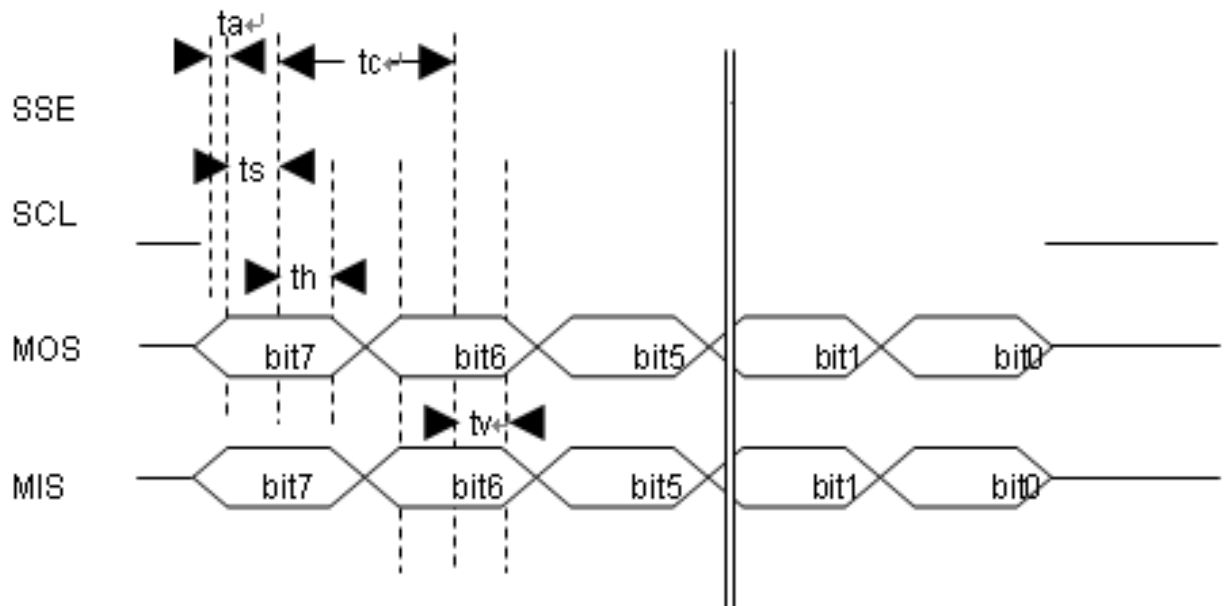 ta↵
tc↵
SSE
ts
SCL
th
MOS bit7 bit6 bit5 bit1 bit0
tv↵
MIS bit7 bit6 bit5 bit1 bit0